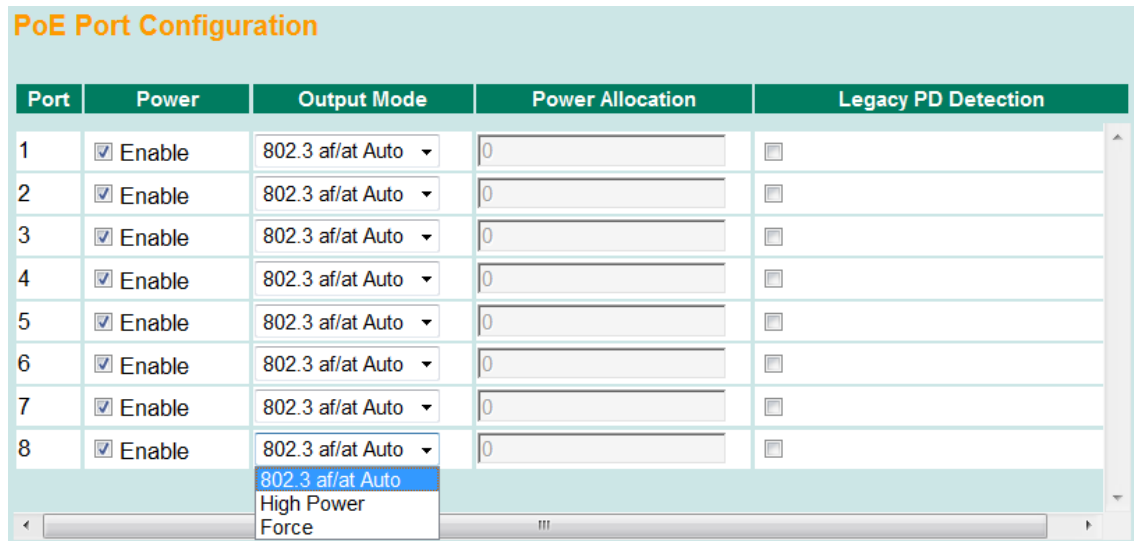 PoE Port Configuration
Port Power Output Mode Power Allocation Legacy PD Detection
1 Enable 802.3 af/at Auto 0
2 Enable 802.3 af/at Auto 0
3 Enable 802.3 af/at Auto 0
4 Enable 802.3 af/at Auto 0
5 Enable 802.3 af/at Auto 0
6 Enable 802.3 af/at Auto 0
7 Enable 802.3 af/at Auto 0
8 Enable 802.3 af/at Auto 0
802.3 af/at Auto
High Power
Force